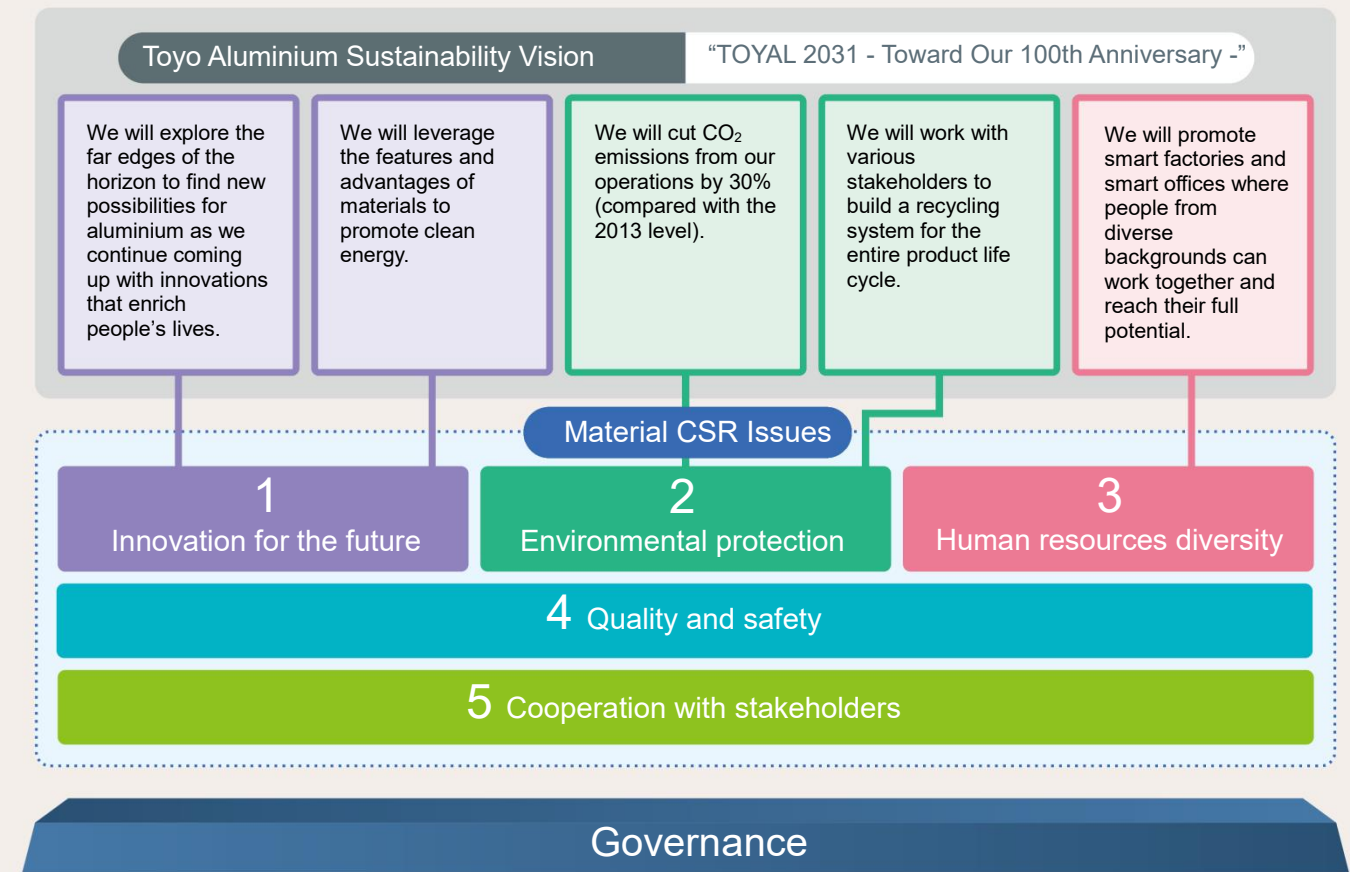 Toyo Aluminium Sustainability Vision
“TOYAL 2031 - Toward Our 100th Anniversary -”
We will explore the
far edges of the
horizon to find new
possibilities for
aluminium as we
continue coming
up with innovations
that enrich
people’s lives.
We will leverage
the features and
advantages of
materials to
promote clean
energy.
We will cut CO₂
emissions from our
operations by 30%
(compared with the
2013 level).
We will work with
various
stakeholders to
build a recycling
system for the
entire product life
cycle.
We will promote
smart factories and
smart offices where
people from
diverse
backgrounds can
work together and
reach their full
potential.
Material CSR Issues
1
Innovation for the future
2
Environmental protection
3
Human resources diversity
4 Quality and safety
5 Cooperation with stakeholders
Governance